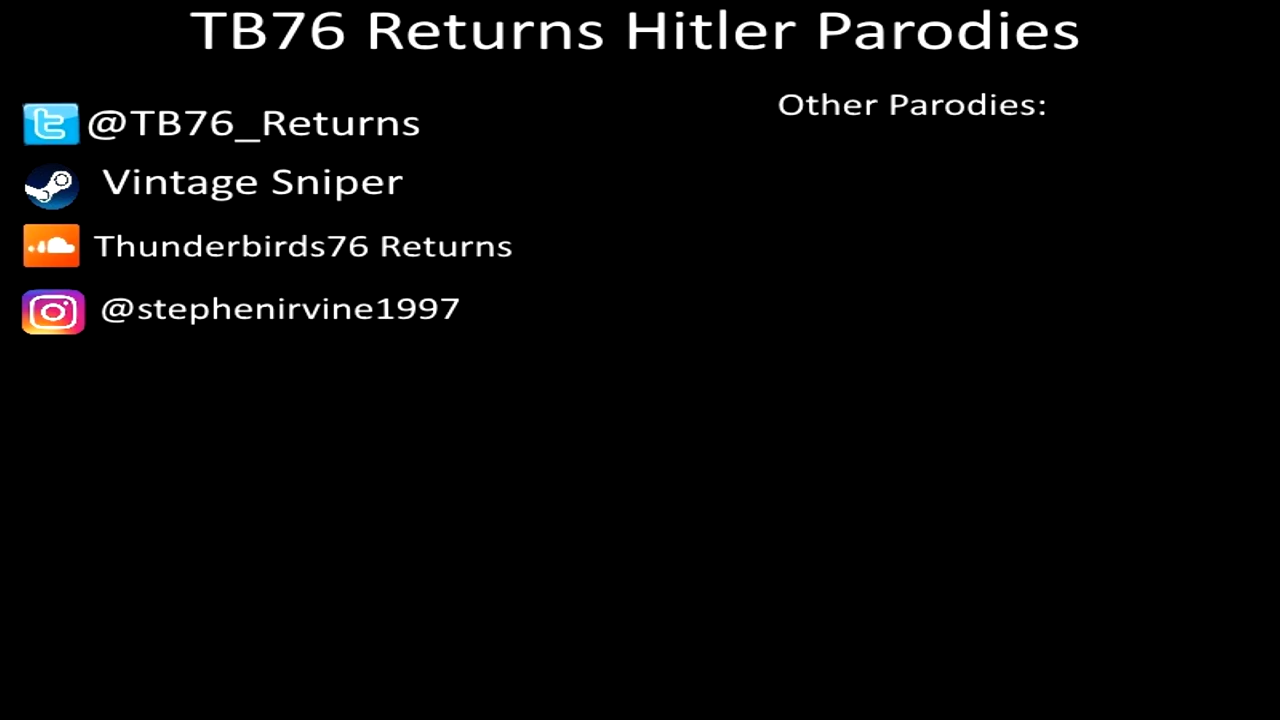 TB76 Returns Hitler Parodies
@TB76_Returns
Vintage Sniper
Thunderbirds76 Returns
@stephenirvine1997
Other Parodies: